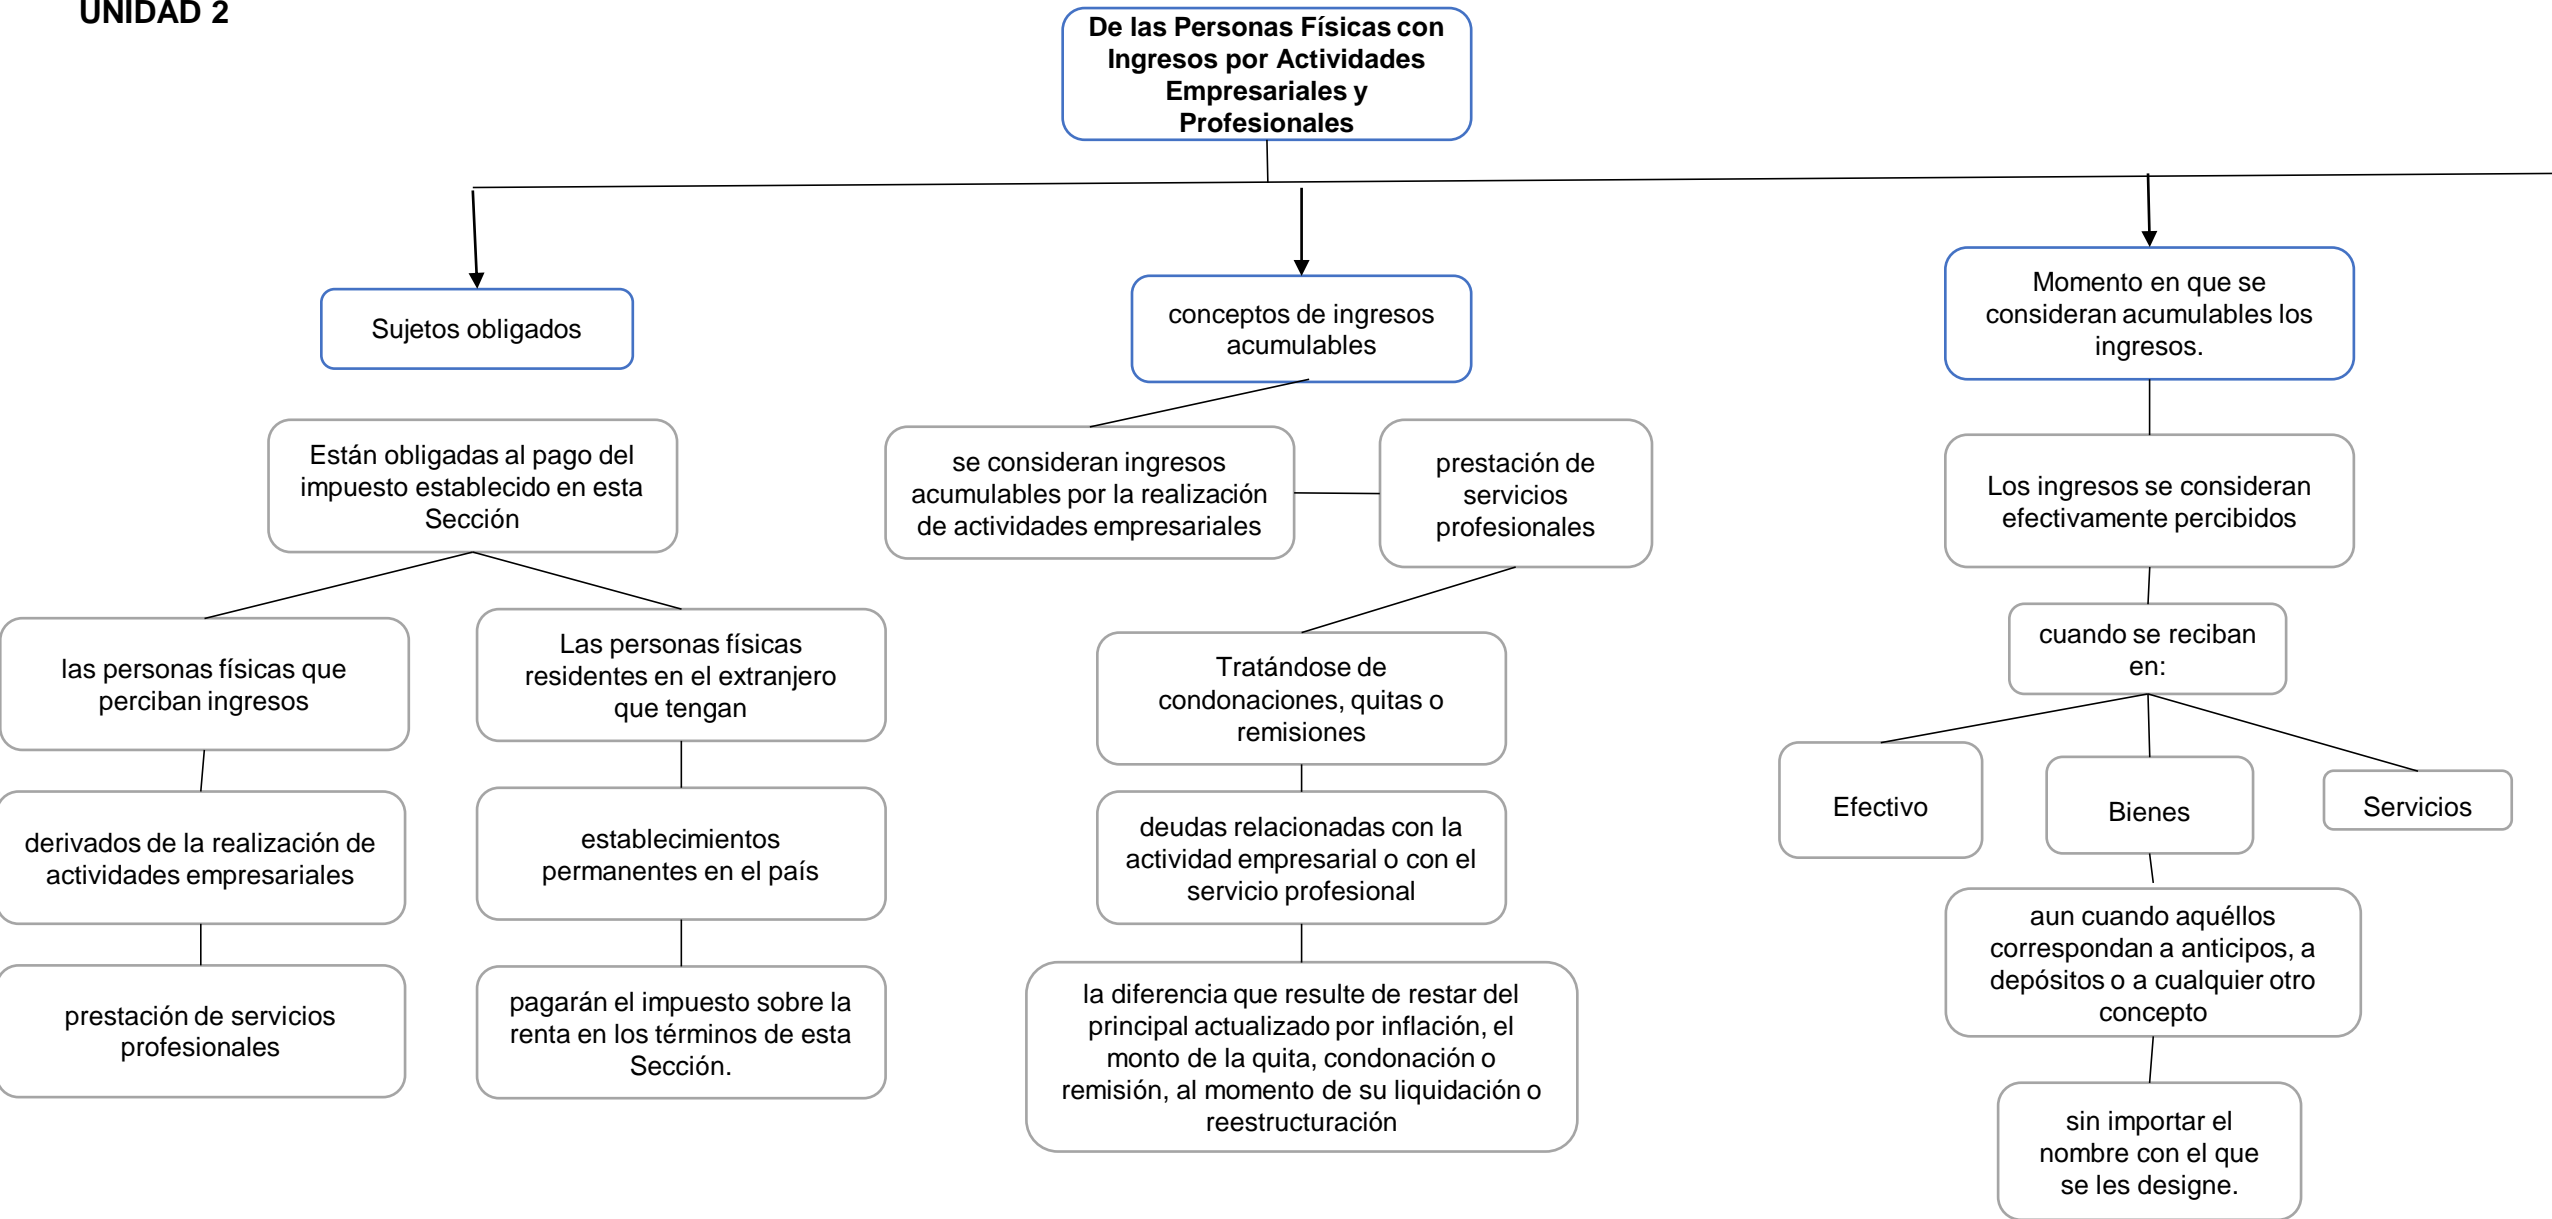 UNIDAD 2
De las Personas Físicas con
Ingresos por Actividades
Empresariales y
Profesionales
Sujetos obligados
Están obligadas al pago del
impuesto establecido en esta
Sección
las personas físicas que
perciban ingresos
derivados de la realización de
actividades empresariales
prestación de servicios
profesionales
Las personas físicas
residentes en el extranjero
que tengan
establecimientos
permanentes en el país
pagarán el impuesto sobre la
renta en los términos de esta
Sección.
conceptos de ingresos
acumulables
se consideran ingresos
acumulables por la realización
de actividades empresariales
prestación de
servicios
profesionales
Tratándose de
condonaciones, quitas o
remisiones
deudas relacionadas con la
actividad empresarial o con el
servicio profesional
la diferencia que resulte de restar del
principal actualizado por inflación, el
monto de la quita, condonación o
remisión, al momento de su liquidación o
reestructuración
Momento en que se
consideran acumulables los
ingresos.
Los ingresos se consideran
efectivamente percibidos
cuando se reciban
en:
Efectivo
Bienes
Servicios
aun cuando aquéllos
correspondan a anticipos, a
depósitos o a cualquier otro
concepto
sin importar el
nombre con el que
se les designe.